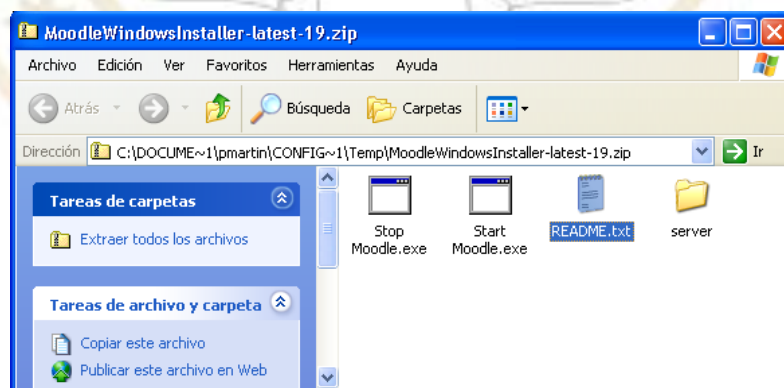 MoodleWindowsInstaller-latest-19.zip
Archivo Edición Ver Favoritos Herramientas Ayuda
Atrás Búsqueda Carpetas
Dirección C:\DOCUME~1\pmartin\CONFIG~1\Temp\MoodleWindowsInstaller-latest-19.zip Ir
Tareas de carpetas
Extraer todos los archivos
Tareas de archivo y carpeta
Copiar este archivo
Publicar este archivo en Web
Stop Moodle.exe
Start Moodle.exe
README.txt
server